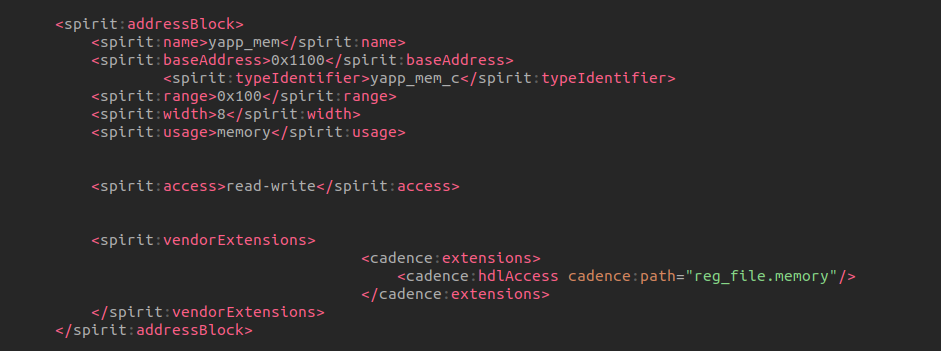 <spirit:addressBlock>
<spirit:name>yapp_mem</spirit:name>
<spirit:baseAddress>0x1100</spirit:baseAddress>
<spirit:typeIdentifier>yapp_mem_c</spirit:typeIdentifier>
<spirit:range>0x100</spirit:range>
<spirit:width>8</spirit:width>
<spirit:usage>memory</spirit:usage>
<spirit:access>read-write</spirit:access>
<spirit:vendorExtensions>
<cadence:extensions>
<cadence:hdlAccess cadence:path="reg_file.memory"/>
</cadence:extensions>
</spirit:vendorExtensions>
</spirit:addressBlock>